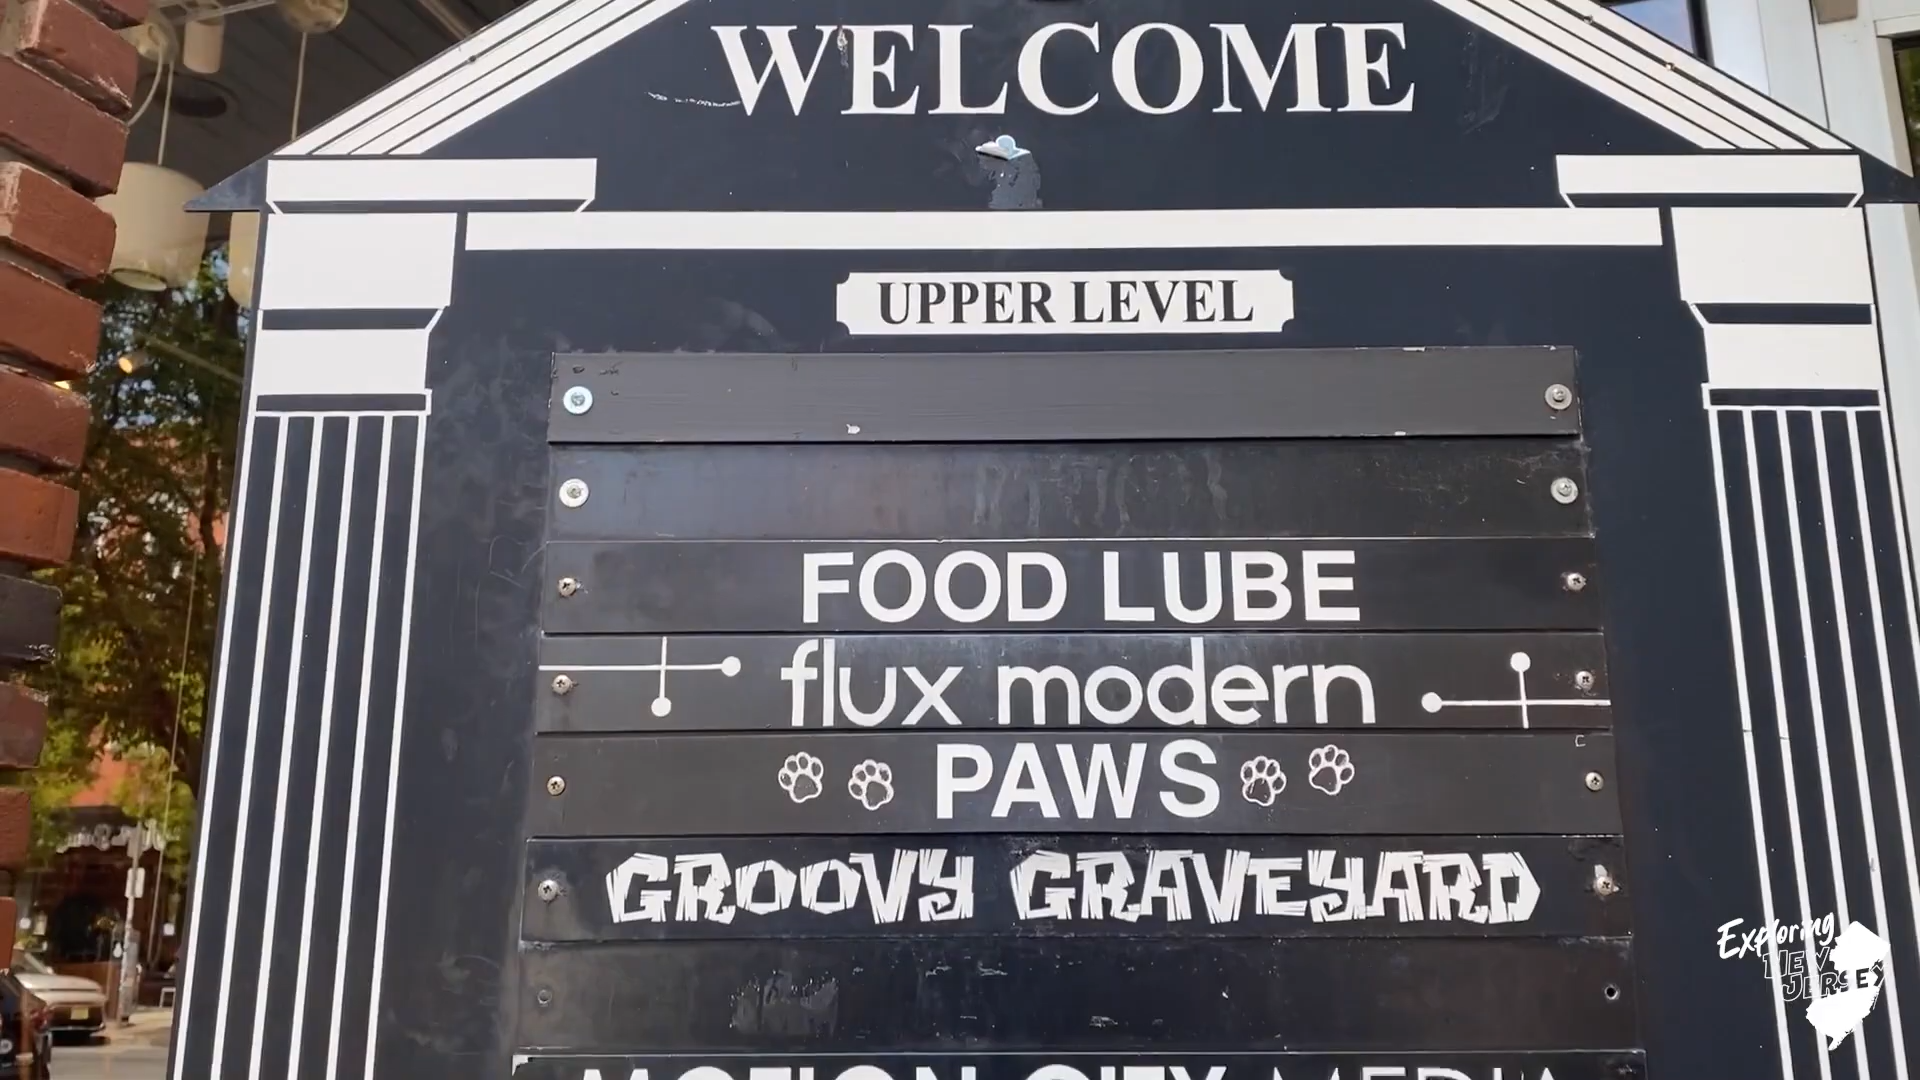 WELCOME
UPPER LEVEL
FOOD LUBE
flux modern
PAWS
GROOVY GRAVEYARD
MOTION CITY MEDIA
Exploring
NEW
JERSEY